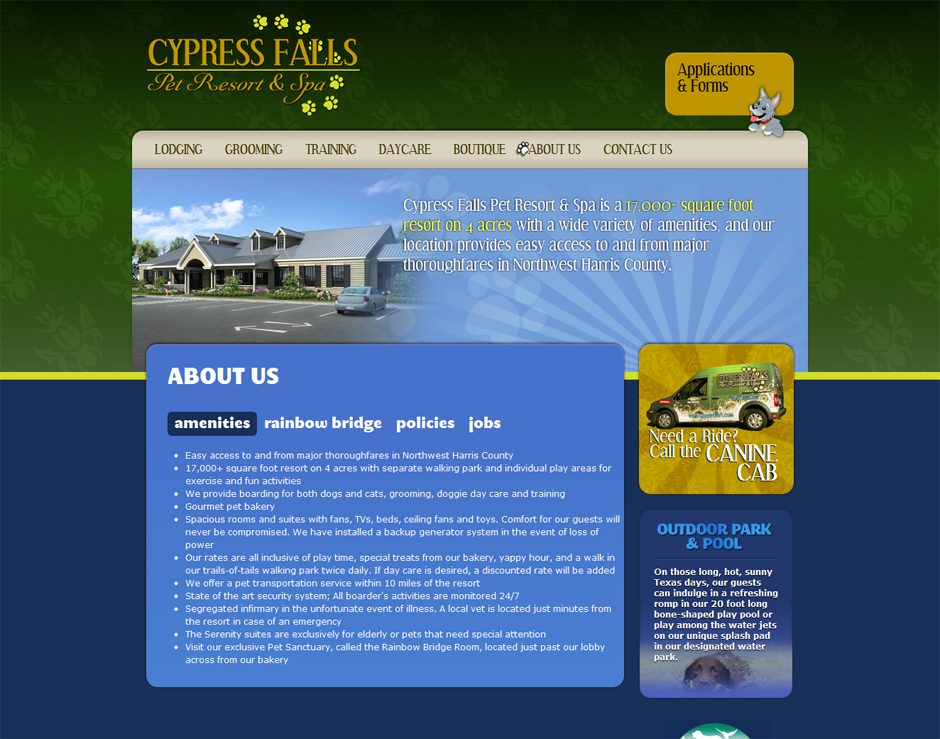 CYPRESS FALLS
Pet Resort & Spa
Applications
& Forms
LODGING GROOMING TRAINING DAYCARE BOUTIQUE ABOUT US CONTACT US
Cypress Falls Pet Resort & Spa is a 17,000+ square foot
resort on 4 acres with a wide variety of amenities, and our
location provides easy access to and from major
thoroughfares in Northwest Harris County.
ABOUT US
amenities rainbow bridge policies jobs
• Easy access to and from major thoroughfares in Northwest Harris County
• 17,000+ square foot resort on 4 acres with separate walking park and individual play areas for
exercise and fun activities
• We provide boarding for both dogs and cats, grooming, doggie day care and training
• Gourmet pet bakery
• Spacious rooms and suites with fans, TVs, beds, ceiling fans and toys. Comfort for our guests will
never be compromised. We have installed a backup generator system in the event of loss of
power
• Our rates are all inclusive of play time, special treats from our bakery, yappy hour, and a walk in
our trails-of-tails walking park twice daily. If day care is desired, a discounted rate will be added
• We offer a pet transportation service within 10 miles of the resort
• State of the art security system; All boarder's activities are monitored 24/7
• Segregated infirmary in the unfortunate event of illness. A local vet is located just minutes from
the resort in case of an emergency
• The Serenity suites are exclusively for elderly or pets that need special attention
• Visit our exclusive Pet Sanctuary, called the Rainbow Bridge Room, located just past our lobby
across from our bakery
CYPRESS FALLS
Pet Resort & Spa
Need a Ride?
Call the CANINE
CAB
OUTDOOR PARK
& POOL
On those long, hot, sunny
Texas days, our guests
can indulge in a refreshing
romp in our 20 foot long
bone-shaped play pool or
play among the water jets
on our unique splash pad
in our designated water
park.